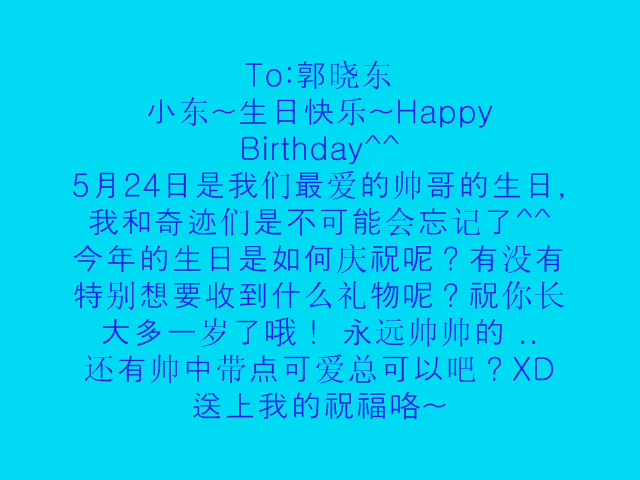 To:郭晓东
小东~生日快乐~Happy
Birthday^^
5月24日是我们最爱的帅哥的生日,
我和奇迹们是不可能会忘记了^^
今年的生日是如何庆祝呢？有没有
特别想要收到什么礼物呢？祝你长
大多一岁了哦！ 永远帅帅的 ..
还有帅中带点可爱总可以吧？XD
送上我的祝福咯~